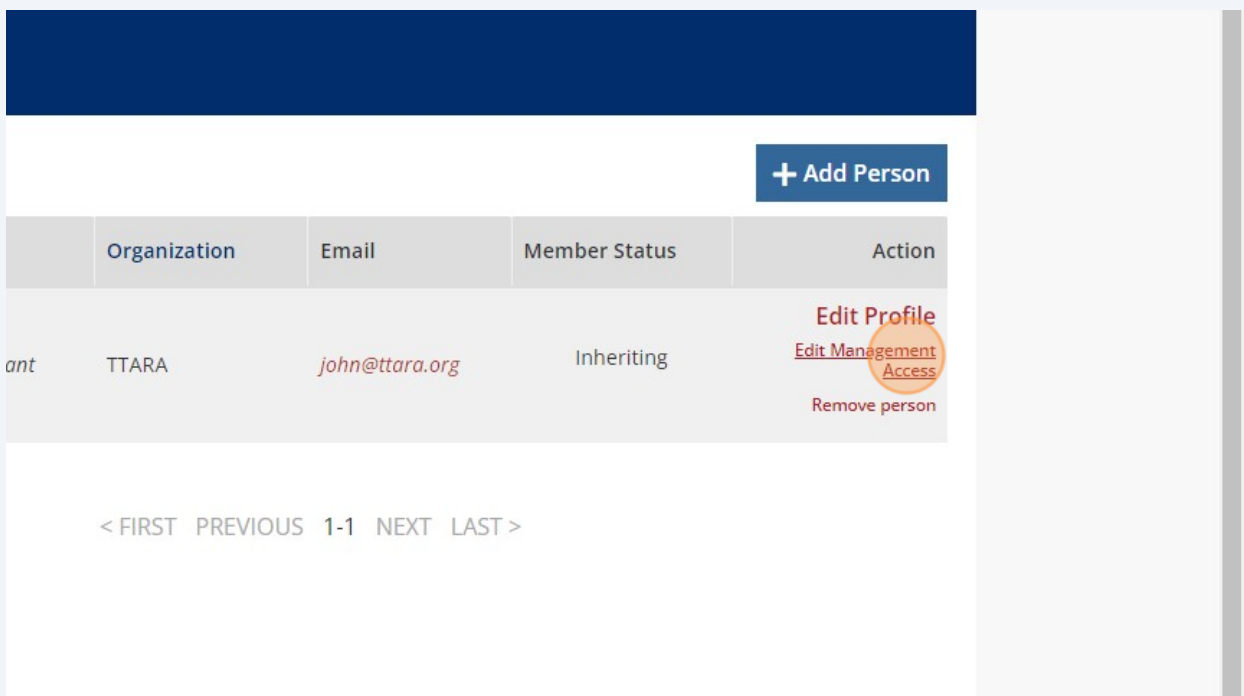 + Add Person
Organization Email Member Status Action
Edit Profile
ant TTARA john@ttara.org Inheriting Edit Management
Access
Remove person
< FIRST PREVIOUS 1-1 NEXT LAST >